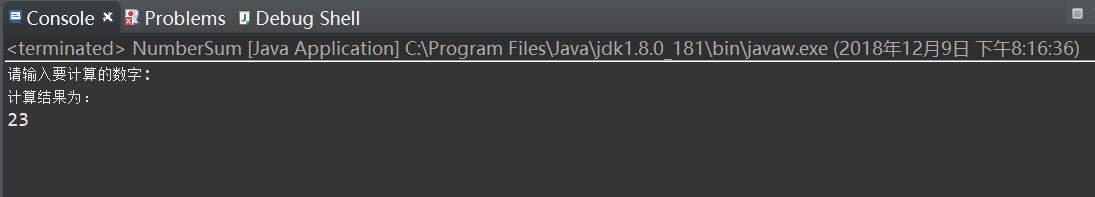 Console Problems Debug Shell
<terminated> NumberSum [Java Application] C:\Program Files\Java\jdk1.8.0_181\bin\javaw.exe (2018年12月9日 下午8:16:36)
请输入要计算的数字：
计算结果为：
23